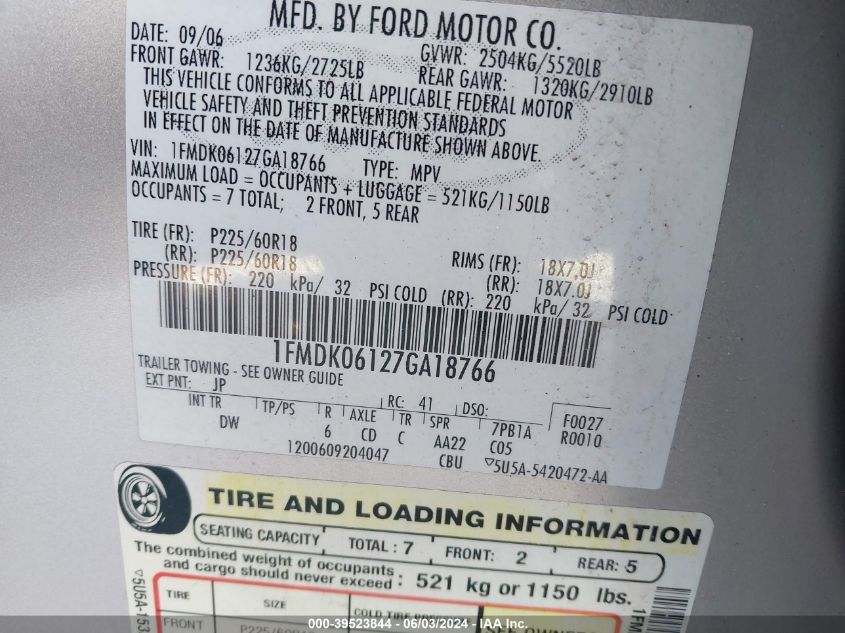 MFD. BY FORD MOTOR CO.
DATE: 09/06 GVWR: 2504KG/5520LB
FRONT GAWR: 1236KG/2725LB REAR GAWR: 1320KG/2910LB
THIS VEHICLE CONFORMS TO ALL APPLICABLE FEDERAL MOTOR
VEHICLE SAFETY AND THEFT PREVENTION STANDARDS
IN EFFECT ON THE DATE OF MANUFACTURE SHOWN ABOVE.
VIN: 1FMDK06127GA18766 TYPE: MPV
MAXIMUM LOAD = OCCUPANTS + LUGGAGE = 521KG/1150LB
OCCUPANTS = 7 TOTAL; 2 FRONT, 5 REAR
TIRE (FR): P225/60R18 RIMS (FR): 18X7.0J
(RR): P225/60R18 (RR): 18X7.0J
PRESSURE (FR): 220 kPa/ 32 PSI COLD (RR): 220 kPa/ 32 PSI COLD
1FMDK06127GA18766
TRAILER TOWING - SEE OWNER GUIDE
EXT PNT: JP RC: 41 DSO: F0027
INT TR TP/PS R AXLE TR SPR 7PB1A R0010
DW 6 CD C AA22 C05
1200609204047 CBU ▽5U5A-5420472-AA
TIRE AND LOADING INFORMATION
SEATING CAPACITY TOTAL : 7 FRONT: 2 REAR: 5
The combined weight of occupants
and cargo should never exceed : 521 kg or 1150 lbs.
TIRE SIZE
FRONT P225/60R18
▽5U5A-153
1FM
000-39523844 - 06/03/2024 - IAA Inc.